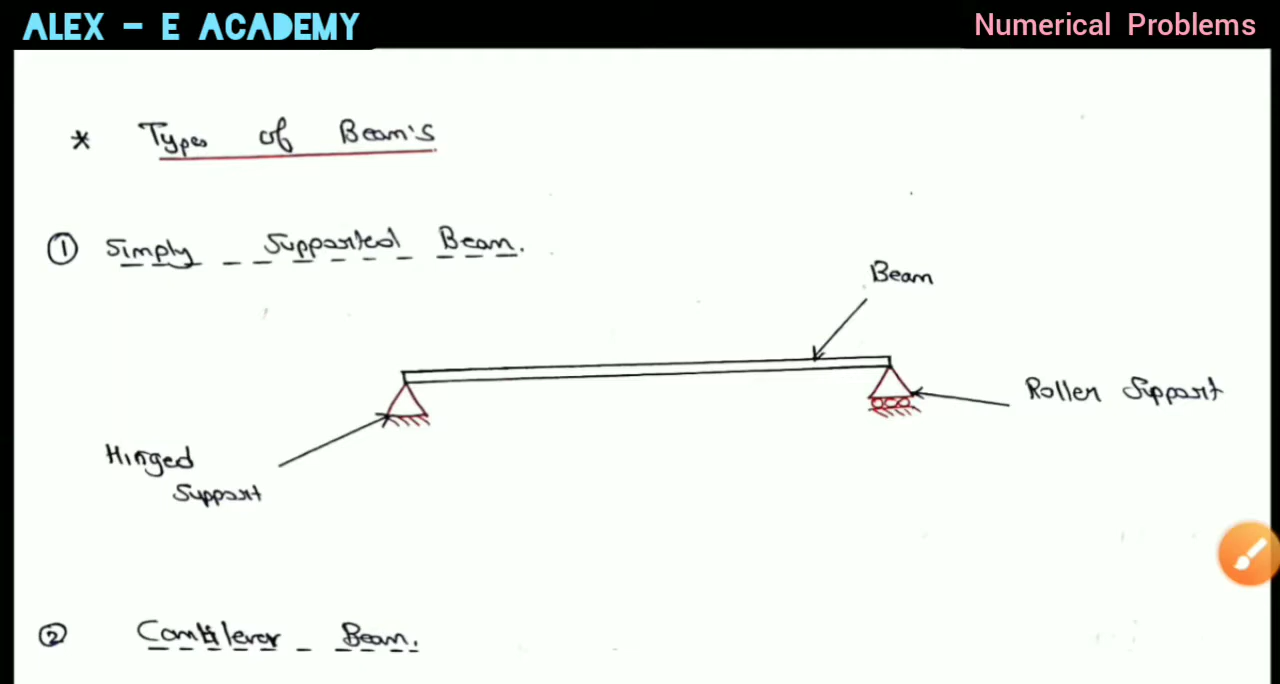 ALEX - E ACADEMY
Numerical Problems
* Types of Beam's
① Simply Supported Beam.
Beam
Roller Support
Hinged
Support
② Cantilever Beam.